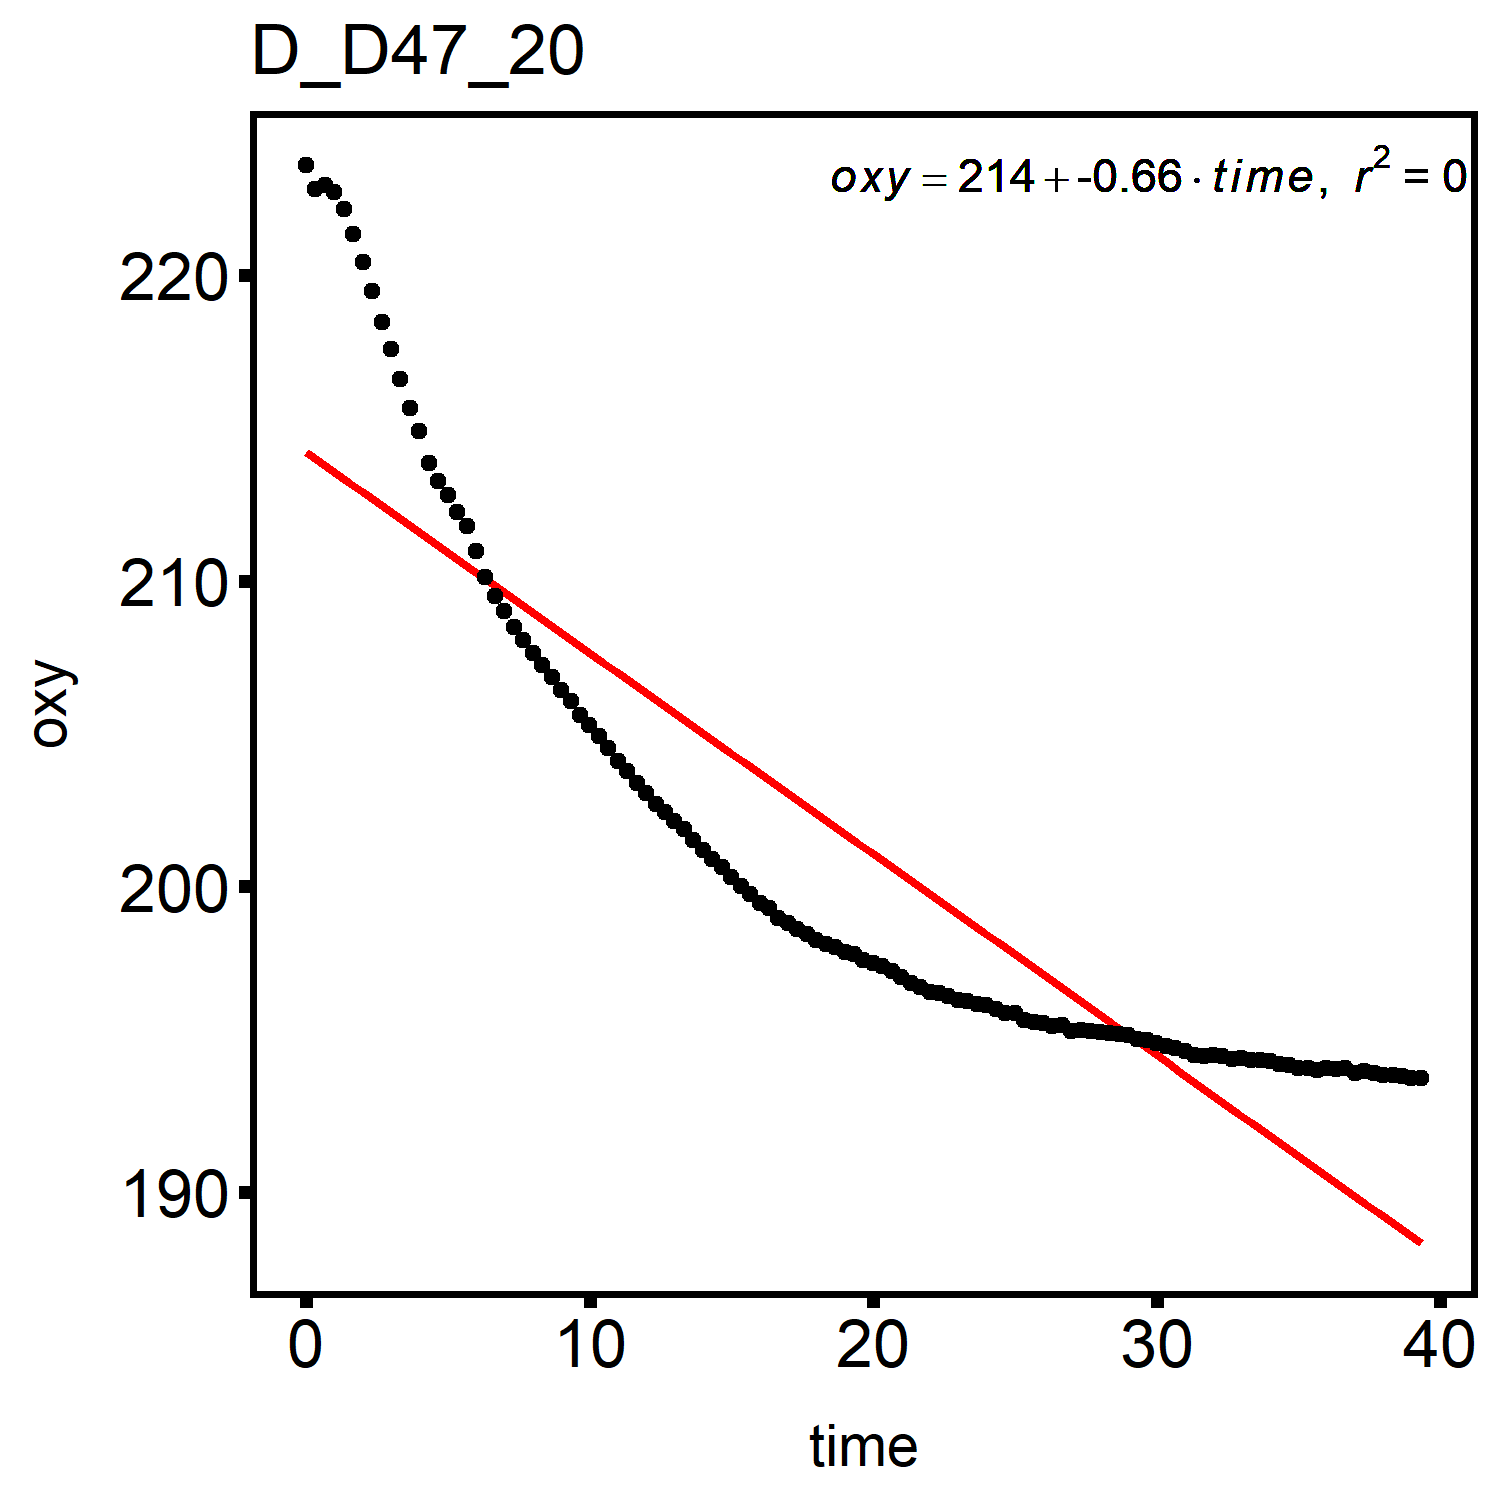 D_D47_20
oxy = 214 + -0.66 · time, r² = 0
220
210
200
190
oxy
0 10 20 30 40
time